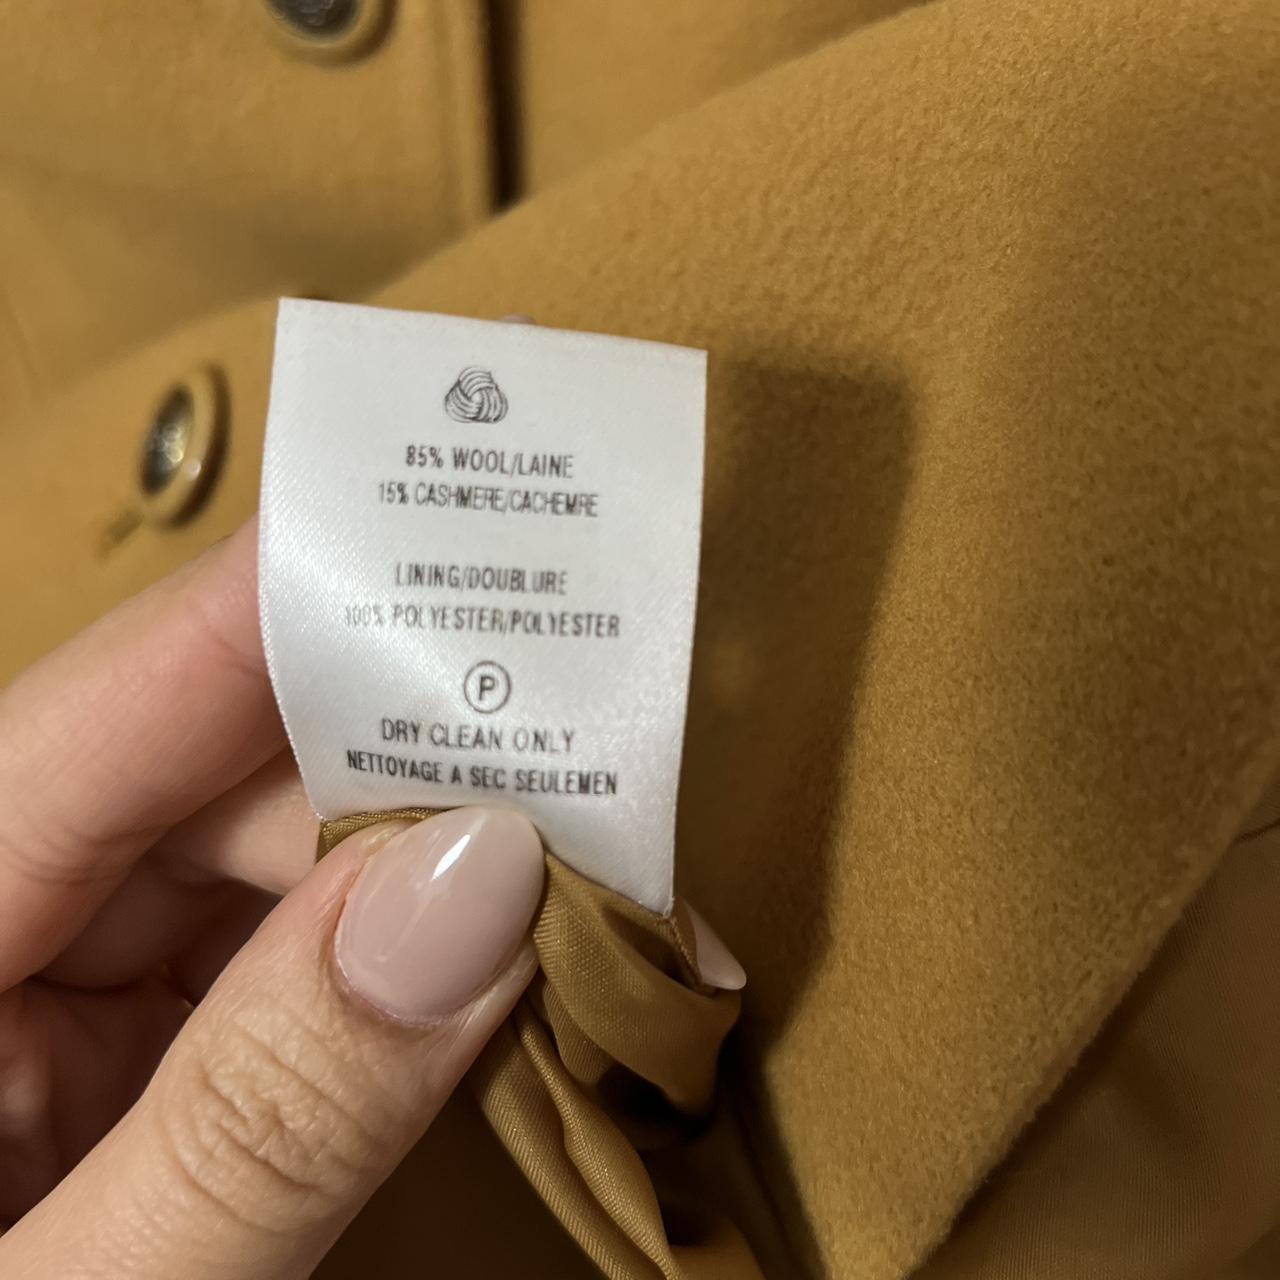 85% WOOL/LAINE
15% CASHMERE/CACHEMRE
LINING/DOUBLURE
100% POLYESTER/POLYESTER
P
DRY CLEAN ONLY
NETTOYAGE A SEC SEULEMEN